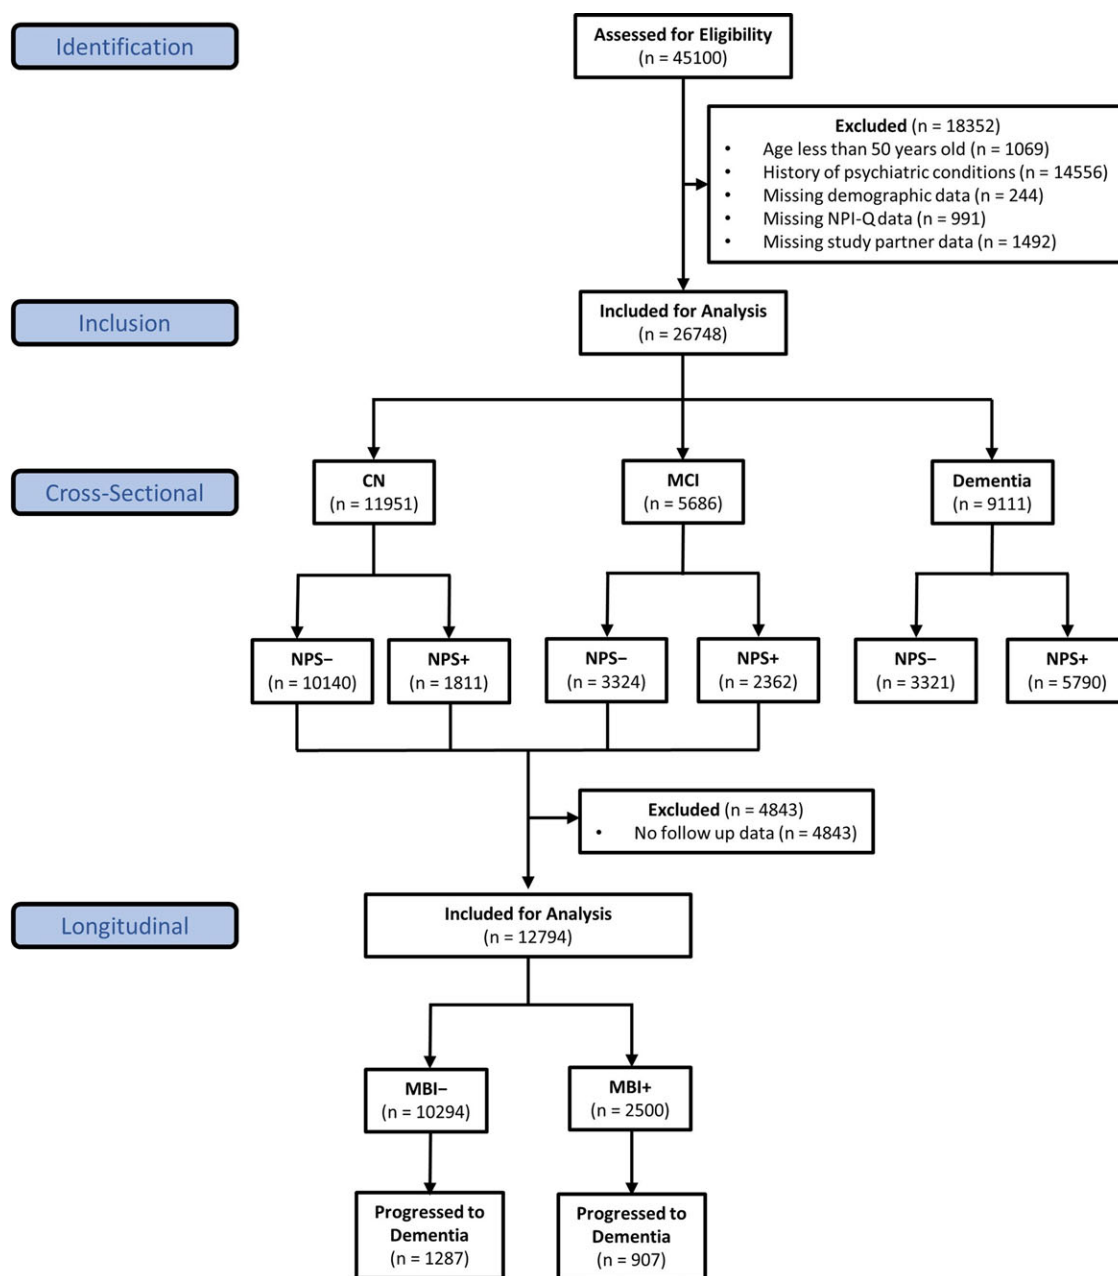 Identification
Assessed for Eligibility
(n = 45100)
Excluded (n = 18352)
• Age less than 50 years old (n = 1069)
• History of psychiatric conditions (n = 14556)
• Missing demographic data (n = 244)
• Missing NPI-Q data (n = 991)
• Missing study partner data (n = 1492)
Inclusion
Included for Analysis
(n = 26748)
Cross-Sectional
CN
(n = 11951)
MCI
(n = 5686)
Dementia
(n = 9111)
NPS−
(n = 10140)
NPS+
(n = 1811)
NPS−
(n = 3324)
NPS+
(n = 2362)
NPS−
(n = 3321)
NPS+
(n = 5790)
Excluded (n = 4843)
• No follow up data (n = 4843)
Longitudinal
Included for Analysis
(n = 12794)
MBI−
(n = 10294)
MBI+
(n = 2500)
Progressed to
Dementia
(n = 1287)
Progressed to
Dementia
(n = 907)